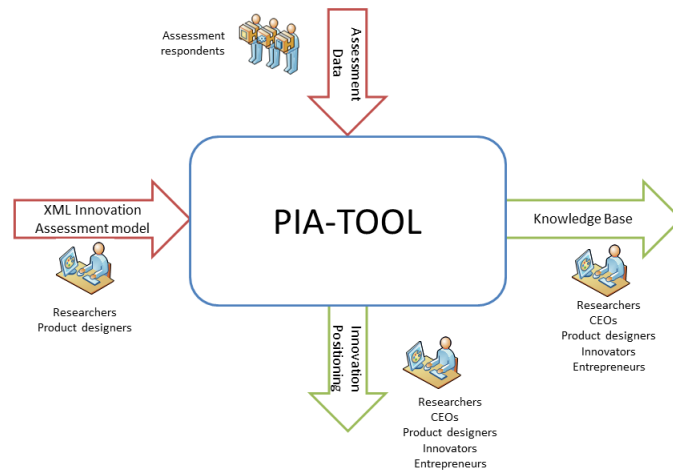 Assessment
respondents
Assessment
Data
XML Innovation
Assessment model
PIA-TOOL
Knowledge Base
Researchers
Product designers
Researchers
CEOs
Product designers
Innovators
Entrepreneurs
Innovation
Positioning
Researchers
CEOs
Product designers
Innovators
Entrepreneurs